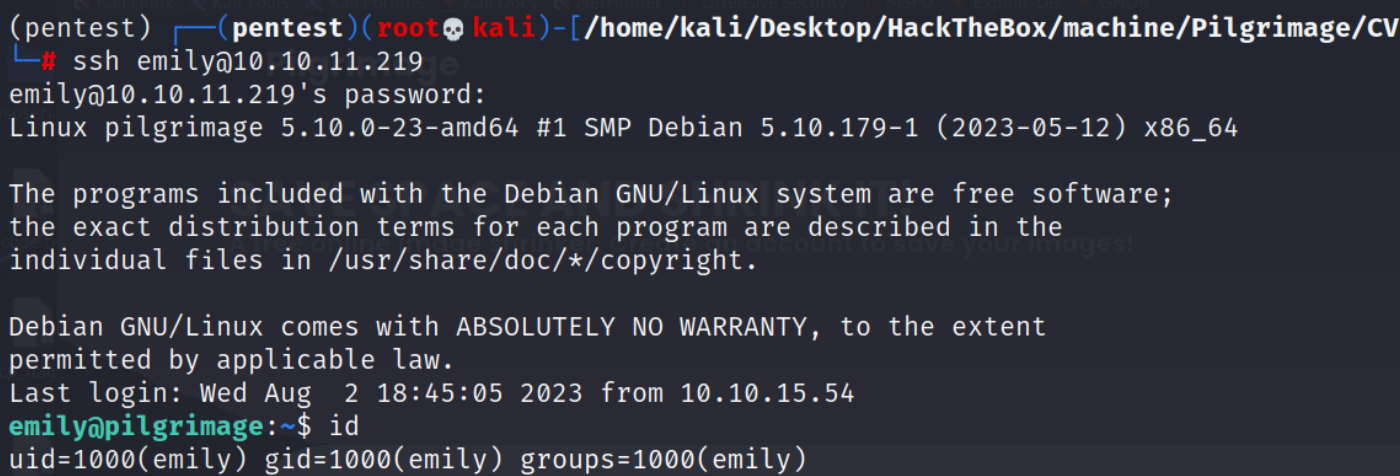 (pentest) ┌──(pentest)(root💀kali)-[/home/kali/Desktop/HackTheBox/machine/Pilgrimage/CV
└─# ssh emily@10.10.11.219
emily@10.10.11.219's password:
Linux pilgrimage 5.10.0-23-amd64 #1 SMP Debian 5.10.179-1 (2023-05-12) x86_64
The programs included with the Debian GNU/Linux system are free software;
the exact distribution terms for each program are described in the
individual files in /usr/share/doc/*/copyright.
Debian GNU/Linux comes with ABSOLUTELY NO WARRANTY, to the extent
permitted by applicable law.
Last login: Wed Aug  2 18:45:05 2023 from 10.10.15.54
emily@pilgrimage:~$ id
uid=1000(emily) gid=1000(emily) groups=1000(emily)